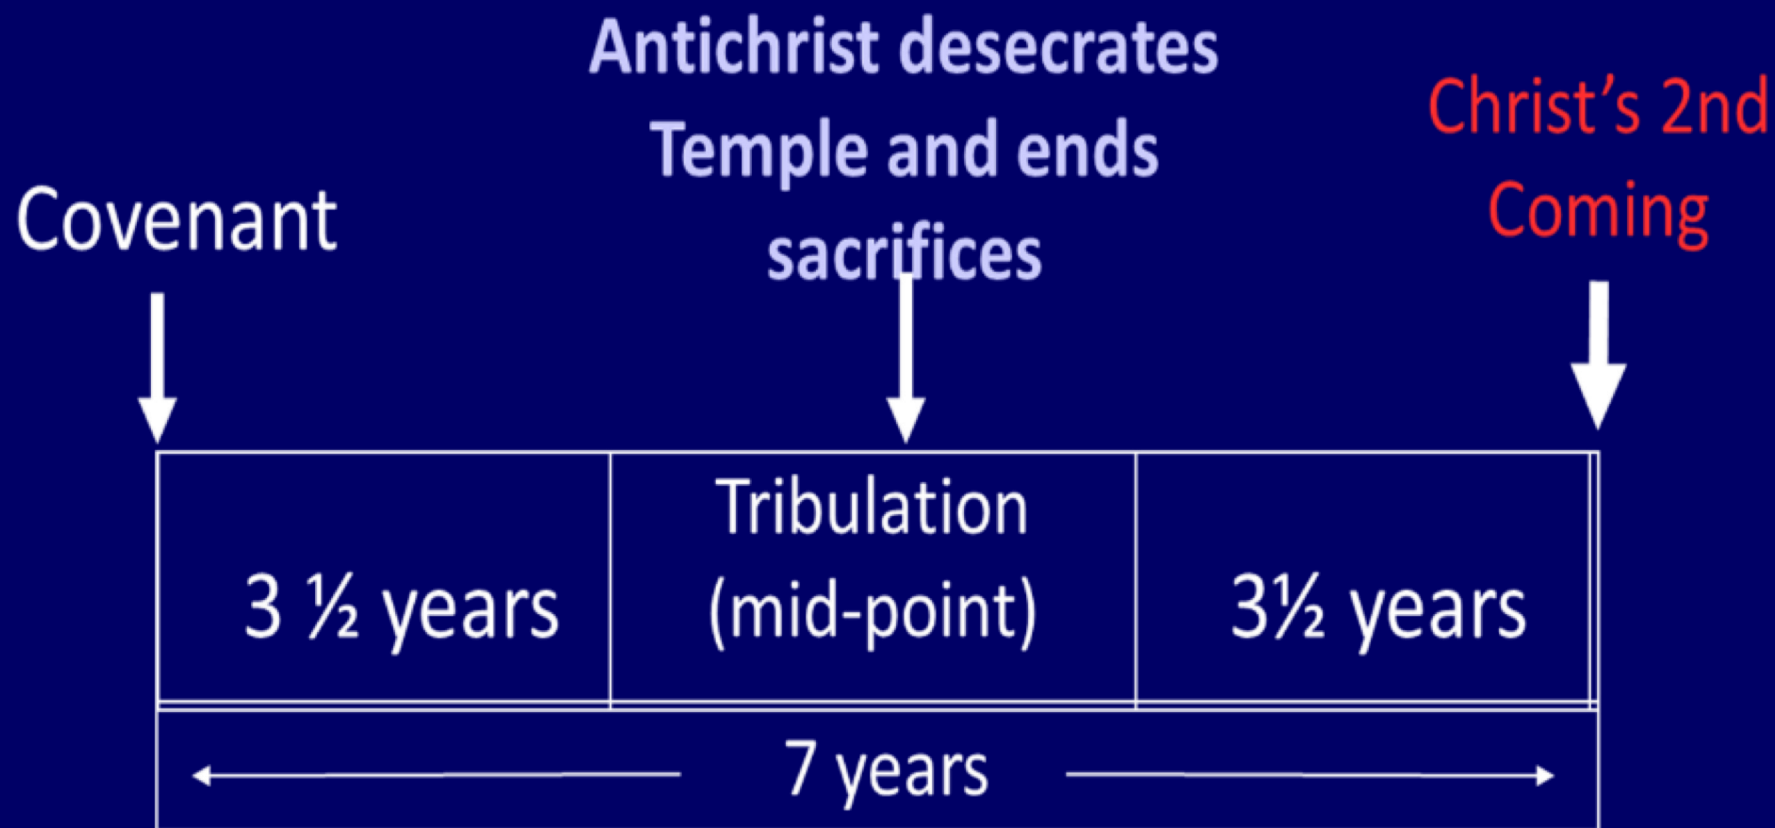 Antichrist desecrates
Temple and ends
sacrifices
Christ's 2nd
Coming
Covenant
3 ½ years
Tribulation
(mid-point)
3½ years
7 years